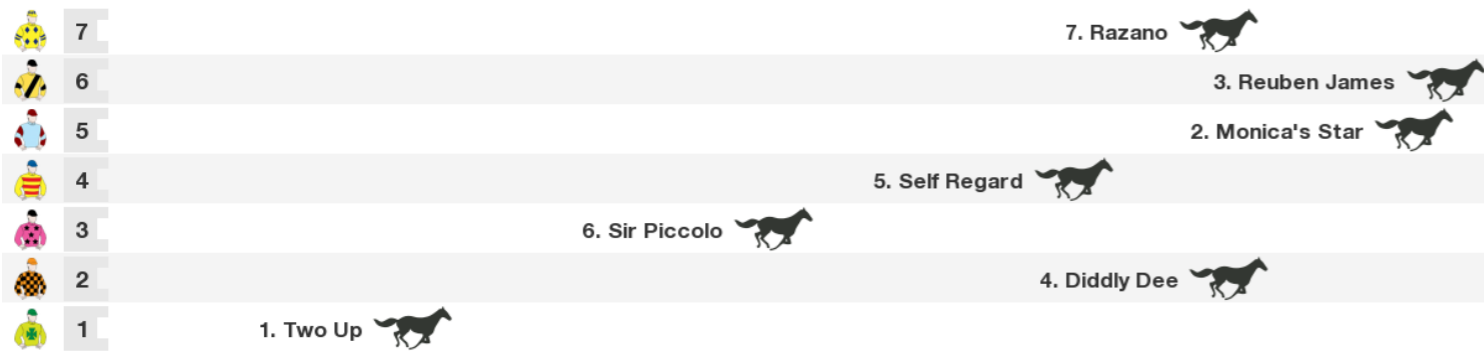 7 7. Razano
6 3. Reuben James
5 2. Monica's Star
4 5. Self Regard
3 6. Sir Piccolo
2 4. Diddly Dee
1 1. Two Up